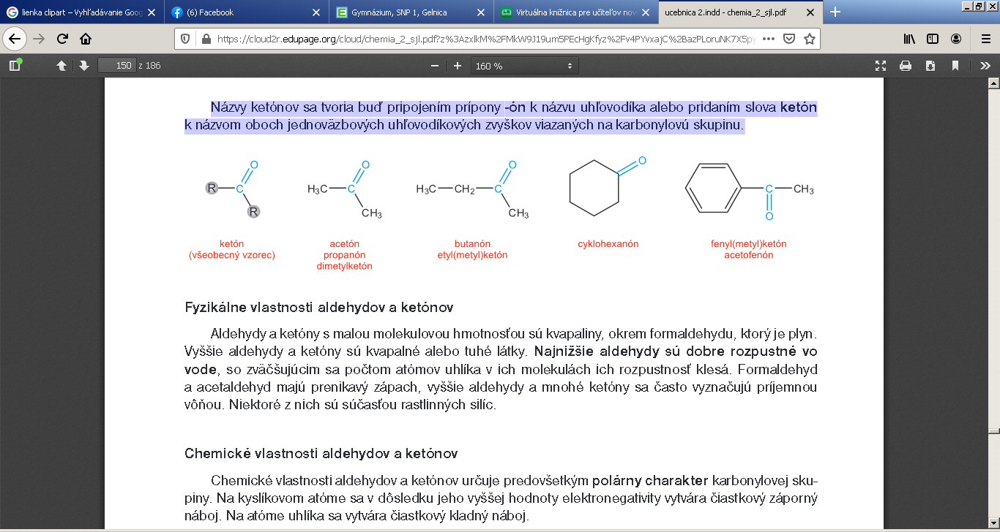 lienka clipart – Vyhľadávanie Goog
(6) Facebook
Gymnázium, SNP 1, Gelnica
Virtuálna knižnica pre učiteľov nov
ucebnica 2.indd - chemia_2_sjl.pdf
https://cloud2r.edupage.org/cloud/chemia_2_sjl.pdf?z%3AzxlkM%2FMkW9J19um5PEcHgKfyz%2Fv4PYvxajC%2BazPLoruNK7X5py
150 z 186
160 %
Názvy ketónov sa tvoria buď pripojením prípony -ón k názvu uhľovodíka alebo pridaním slova ketón
k názvom oboch jednoväzbových uhľovodíkových zvyškov viazaných na karbonylovú skupinu.
O O O O
R C H3C C H3C CH2 C C CH3
R CH3 CH3 O
ketón acetón butanón cyklohexanón fenyl(metyl)ketón
(všeobecný vzorec) propanón etyl(metyl)ketón acetofenón
dimetylketón
Fyzikálne vlastnosti aldehydov a ketónov
Aldehydy a ketóny s malou molekulovou hmotnosťou sú kvapaliny, okrem formaldehydu, ktorý je plyn.
Vyššie aldehydy a ketóny sú kvapalné alebo tuhé látky. Najnižšie aldehydy sú dobre rozpustné vo
vode, so zväčšujúcim sa počtom atómov uhlíka v ich molekulách ich rozpustnosť klesá. Formaldehyd
a acetaldehyd majú prenikavý zápach, vyššie aldehydy a mnohé ketóny sa často vyznačujú príjemnou
vôňou. Niektoré z nich sú súčasťou rastlinných silíc.
Chemické vlastnosti aldehydov a ketónov
Chemické vlastnosti aldehydov a ketónov určuje predovšetkým polárny charakter karbonylovej sku-
piny. Na kyslíkovom atóme sa v dôsledku jeho vyššej hodnoty elektronegativity vytvára čiastkový záporný
náboj. Na atóme uhlíka sa vytvára čiastkový kladný náboj.